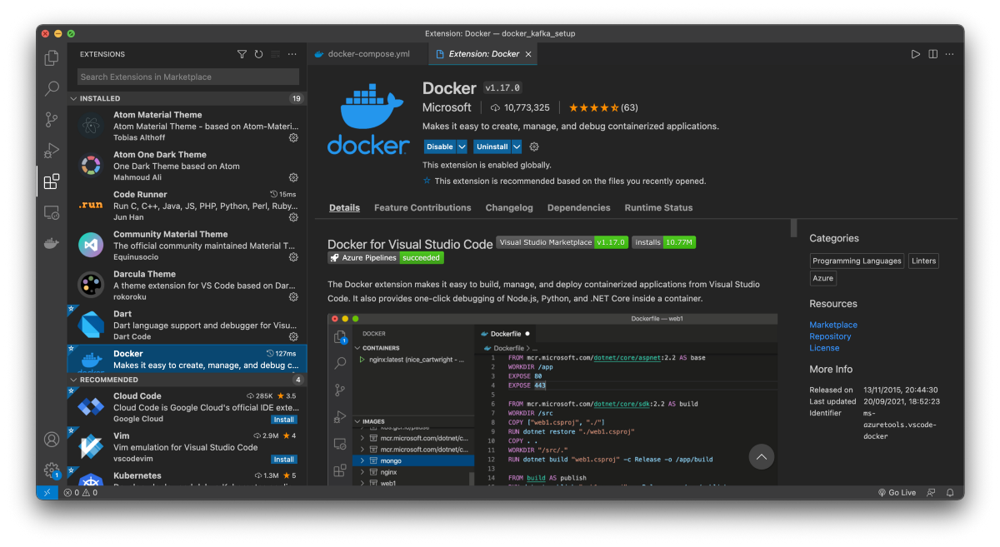 Extension: Docker — docker_kafka_setup
EXTENSIONS
Search Extensions in Marketplace
INSTALLED 19
Atom Material Theme
Atom Material Theme - based on Atom-Materi...
Tobias Althoff
Atom One Dark Theme
One Dark Theme based on Atom
Mahmoud Ali
Code Runner 15ms
.run
Run C, C++, Java, JS, PHP, Python, Perl, Ruby...
Jun Han
Community Material Theme
The official community maintained Material T...
Equinusocio
Darcula Theme
A theme extension for VS Code based on Dar...
rokoroku
Dart
Dart language support and debugger for Visu...
Dart Code
Docker 127ms
Makes it easy to create, manage, and debug c...
RECOMMENDED 4
Cloud Code 285K 3.5
Cloud Code is Google Cloud's official IDE exte...
Google Cloud Install
Vim 2.9M 4
Vim emulation for Visual Studio Code
vscodevim Install
Kubernetes 1.3M 5
1
0 0
docker-compose.yml
Extension: Docker
docker
Docker v1.17.0
Microsoft 10,773,325 (63)
Makes it easy to create, manage, and debug containerized applications.
Disable Uninstall
This extension is enabled globally.
This extension is recommended based on the files you recently opened.
Details Feature Contributions Changelog Dependencies Runtime Status
Docker for Visual Studio Code Visual Studio Marketplace v1.17.0 installs 10.77M
Azure Pipelines succeeded
The Docker extension makes it easy to build, manage, and deploy containerized applications from Visual Studio
Code. It also provides one-click debugging of Node.js, Python, and .NET Core inside a container.
Dockerfile — web1
1
DOCKER
CONTAINERS
nginx:latest (nice_cartwright - ...
IMAGES
mcr.microsoft.com/dotnet/c...
mcr.microsoft.com/dotnet/c...
mongo
nginx
web1
Dockerfile
Dockerfile > ...
1 FROM mcr.microsoft.com/dotnet/core/aspnet:2.2 AS base
2 WORKDIR /app
3 EXPOSE 80
4 EXPOSE 443
5
6 FROM mcr.microsoft.com/dotnet/core/sdk:2.2 AS build
7 WORKDIR /src
8 COPY ["web1.csproj", "./"]
9 RUN dotnet restore "./web1.csproj"
10 COPY . .
11 WORKDIR "/src/."
12 RUN dotnet build "web1.csproj" -c Release -o /app/build
13
14 FROM build AS publish
Categories
Programming Languages Linters
Azure
Resources
Marketplace
Repository
License
More Info
Released on 13/11/2015, 20:44:30
Last updated 20/09/2021, 18:52:23
Identifier ms-
azuretools.vscode-
docker
Go Live